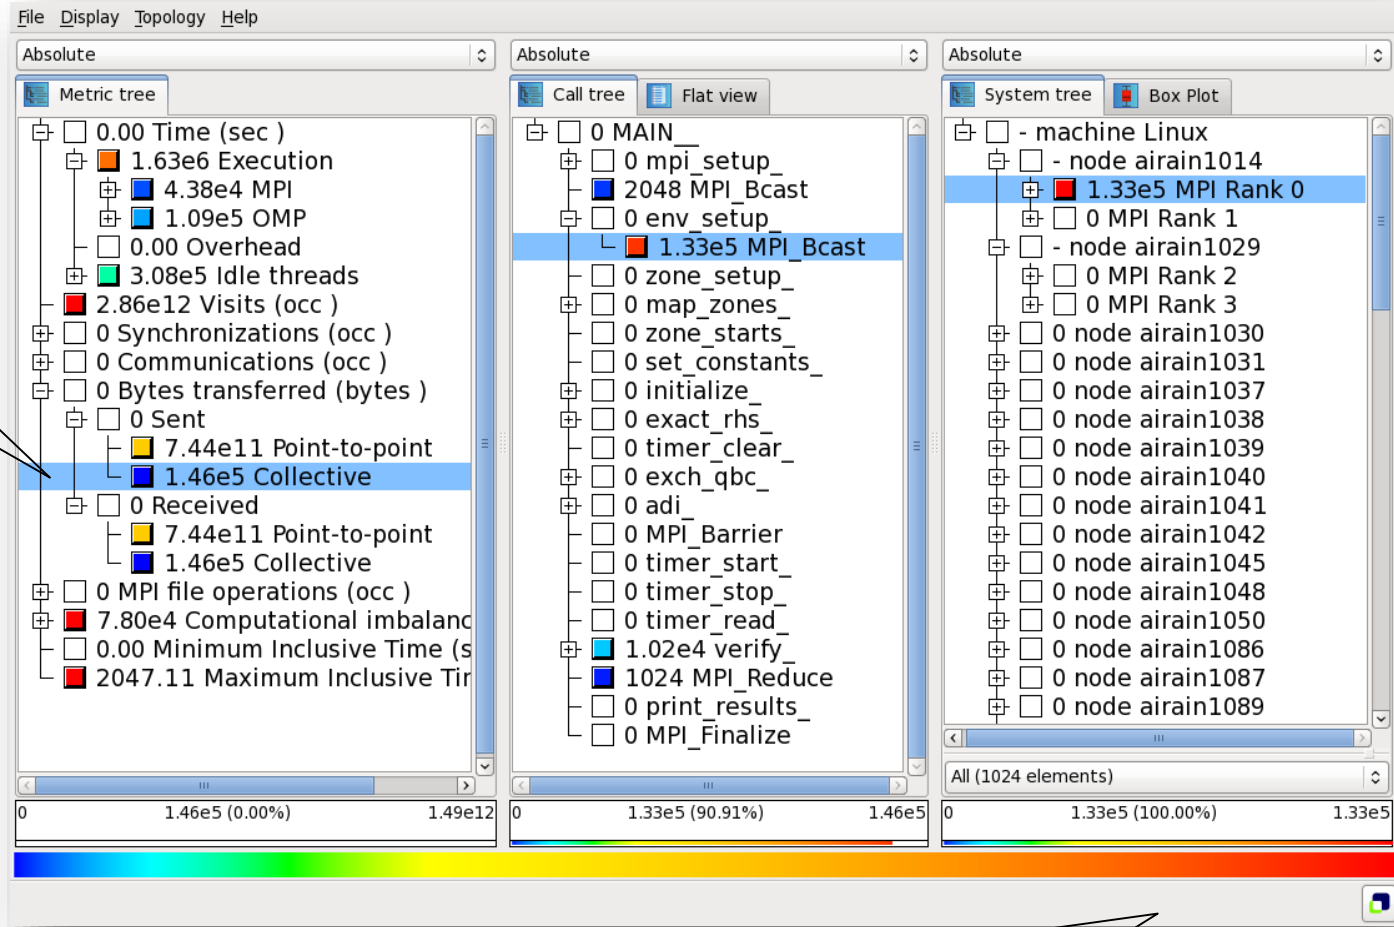 File Display Topology Help
Absolute
Metric tree
0.00 Time (sec )
1.63e6 Execution
4.38e4 MPI
1.09e5 OMP
0.00 Overhead
3.08e5 Idle threads
2.86e12 Visits (occ )
0 Synchronizations (occ )
0 Communications (occ )
0 Bytes transferred (bytes )
0 Sent
7.44e11 Point-to-point
1.46e5 Collective
0 Received
7.44e11 Point-to-point
1.46e5 Collective
0 MPI file operations (occ )
7.80e4 Computational imbalanc
0.00 Minimum Inclusive Time (s
2047.11 Maximum Inclusive Tir
0 1.46e5 (0.00%) 1.49e12
Absolute
Call tree Flat view
0 MAIN__
0 mpi_setup_
2048 MPI_Bcast
0 env_setup_
1.33e5 MPI_Bcast
0 zone_setup_
0 map_zones_
0 zone_starts_
0 set_constants_
0 initialize_
0 exact_rhs_
0 timer_clear_
0 exch_qbc_
0 adi_
0 MPI_Barrier
0 timer_start_
0 timer_stop_
0 timer_read_
1.02e4 verify_
1024 MPI_Reduce
0 print_results_
0 MPI_Finalize
0 1.33e5 (90.91%) 1.46e5
Absolute
System tree Box Plot
- machine Linux
- node airain1014
1.33e5 MPI Rank 0
0 MPI Rank 1
- node airain1029
0 MPI Rank 2
0 MPI Rank 3
0 node airain1030
0 node airain1031
0 node airain1037
0 node airain1038
0 node airain1039
0 node airain1040
0 node airain1041
0 node airain1042
0 node airain1045
0 node airain1048
0 node airain1050
0 node airain1086
0 node airain1087
0 node airain1089
All (1024 elements)
0 1.33e5 (100.00%) 1.33e5